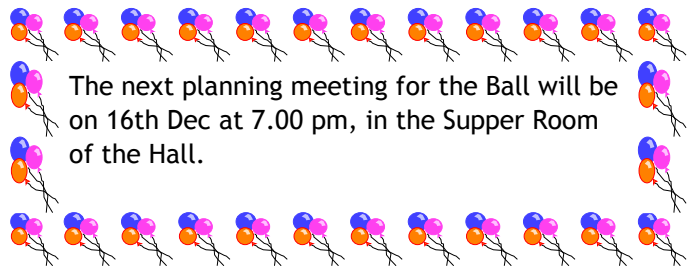 The next planning meeting for the Ball will be
on 16th Dec at 7.00 pm, in the Supper Room
of the Hall.